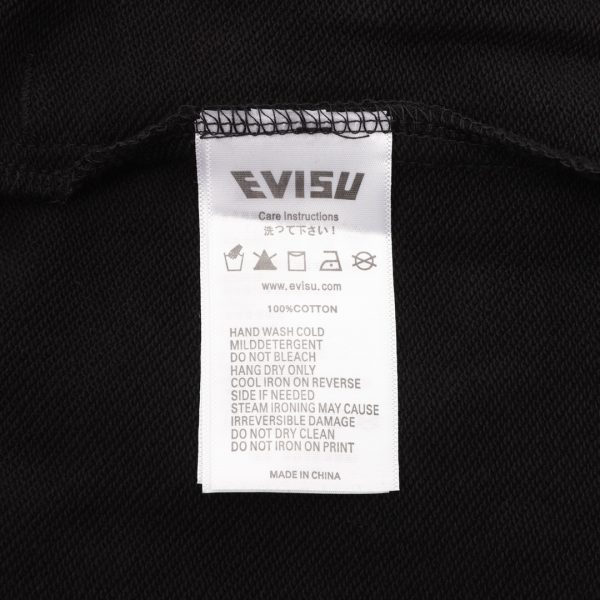 EVISU
Care Instructions
洗つて下さい!
www.evisu.com
100%COTTON
HAND WASH COLD
MILDDETERGENT
DO NOT BLEACH
HANG DRY ONLY
COOL IRON ON REVERSE
SIDE IF NEEDED
STEAM IRONING MAY CAUSE
IRREVERSIBLE DAMAGE
DO NOT DRY CLEAN
DO NOT IRON ON PRINT
MADE IN CHINA